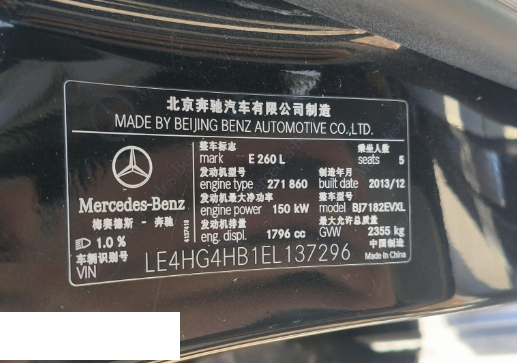 北京奔驰汽车有限公司制造
MADE BY BEIJING BENZ AUTOMOTIVE CO.,LTD.
整车标志 乘坐人数
mark E 260 L seats 5
发动机型号 制造年月
engine type 271 860 built date 2013/12
发动机最大净功率 整车型号
engine power 150 kW model BJ7182EVXL
发动机排量 最大允许总质量
eng. displ. 1796 cc GVW 2355 kg
Mercedes-Benz
梅赛德斯 - 奔驰
1.0 %
中国制造
Made in China
车辆识别号
VIN LE4HG4HB1EL137296